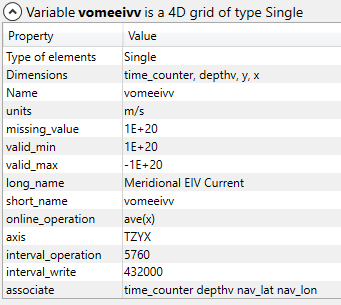 Variable vomeeivv is a 4D grid of type Single
Property Value
Type of elements Single
Dimensions time_counter, depthv, y, x
Name vomeeivv
units m/s
missing_value 1E+20
valid_min 1E+20
valid_max -1E+20
long_name Meridional EIV Current
short_name vomeeivv
online_operation ave(x)
axis TZYX
interval_operation 5760
interval_write 432000
associate time_counter depthv nav_lat nav_lon